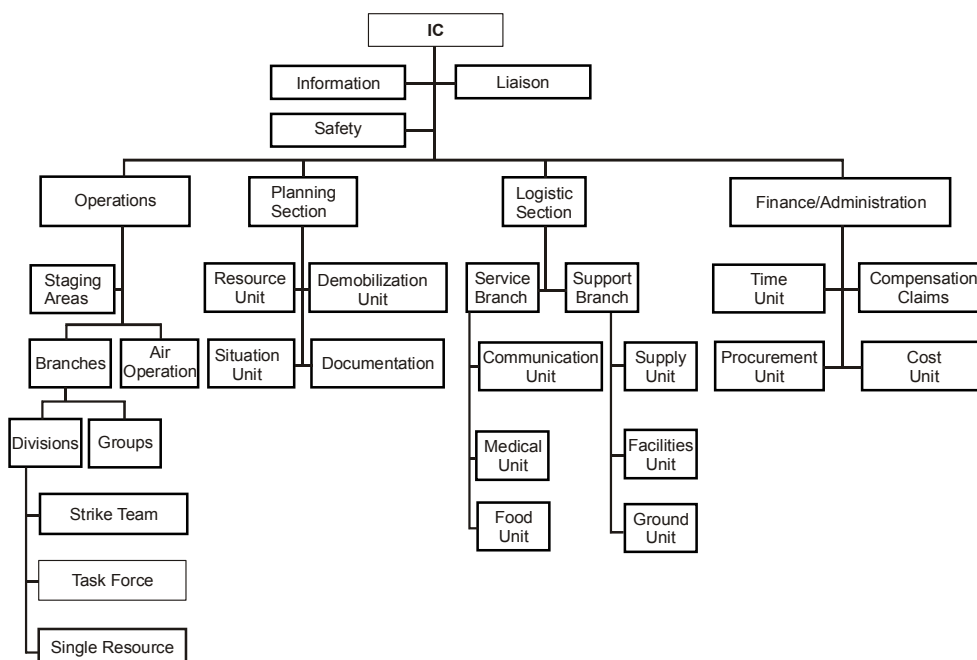 IC
Information
Liaison
Safety
Operations
Planning
Section
Logistic
Section
Finance/Administration
Staging
Areas
Resource
Unit
Demobilization
Unit
Service
Branch
Support
Branch
Time
Unit
Compensation
Claims
Branches
Air
Operation
Situation
Unit
Documentation
Communication
Unit
Supply
Unit
Procurement
Unit
Cost
Unit
Divisions
Groups
Medical
Unit
Facilities
Unit
Strike Team
Food
Unit
Ground
Unit
Task Force
Single Resource